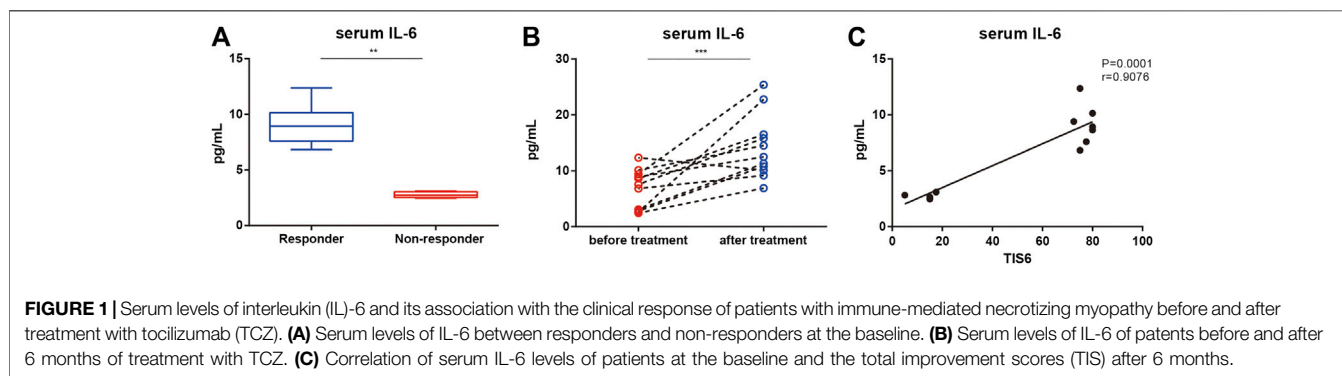 A
serum IL-6
**
15
10
5
0
pg/mL
Responder
Non-responder
B
serum IL-6
***
30
20
10
0
pg/mL
before treatment
after treatment
C
serum IL-6
P=0.0001
r=0.9076
15
10
5
0
pg/mL
0
20
40
60
80
100
TIS6
FIGURE 1 | Serum levels of interleukin (IL)-6 and its association with the clinical response of patients with immune-mediated necrotizing myopathy before and after
treatment with tocilizumab (TCZ). (A) Serum levels of IL-6 between responders and non-responders at the baseline. (B) Serum levels of IL-6 of patents before and after
6 months of treatment with TCZ. (C) Correlation of serum IL-6 levels of patients at the baseline and the total improvement scores (TIS) after 6 months.